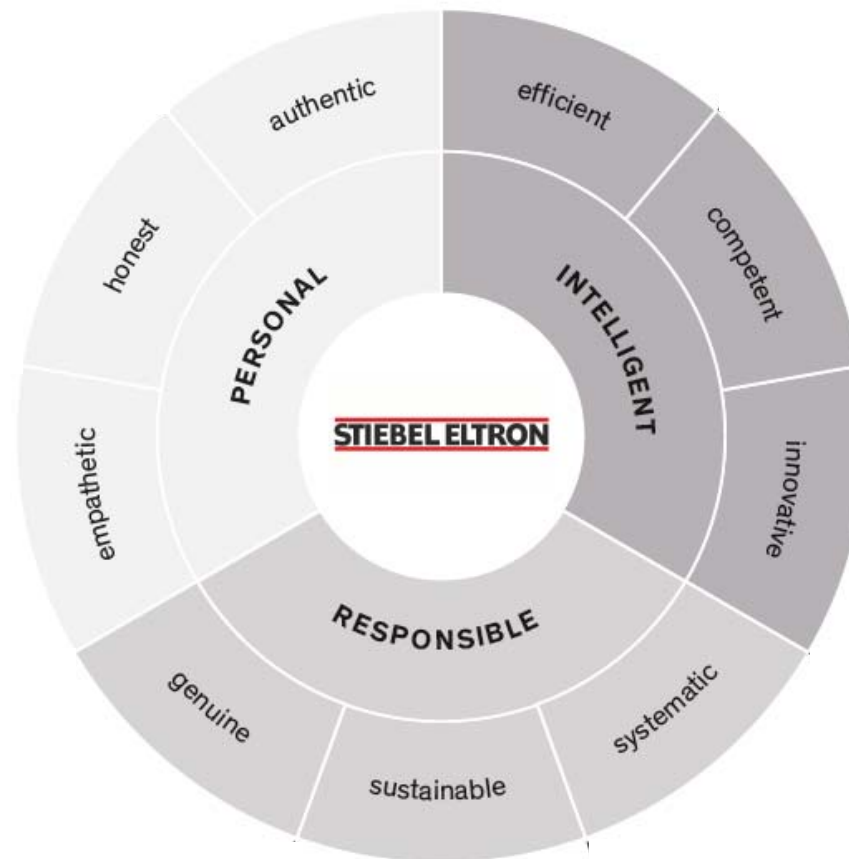 authentic
efficient
honest
competent
PERSONAL
INTELLIGENT
STIEBEL ELTRON
empathetic
innovative
RESPONSIBLE
genuine
systematic
sustainable